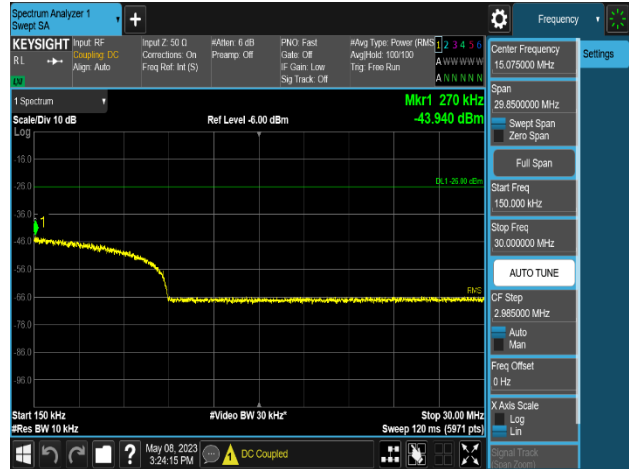 Spectrum Analyzer 1
Swept SA
+
Frequency
KEYSIGHT
Input: RF
Coupling: DC
Align: Auto
Input Z: 50 Ω
Corrections: On
Freq Ref: Int (S)
#Atten: 6 dB
Preamp: Off
PNO: Fast
Gate: Off
IF Gain: Low
Sig Track: Off
#Avg Type: Power (RMS
Avg|Hold: 100/100
Trig: Free Run
1 2 3 4 5 6
A W W W W W
A N N N N N
R L
LW
Center Frequency
15.075000 MHz
Settings
Span
29.8500000 MHz
Swept Span
Zero Span
Full Span
Start Freq
150.000 kHz
Stop Freq
30.000000 MHz
AUTO TUNE
CF Step
2.985000 MHz
Auto
Man
Freq Offset
0 Hz
X Axis Scale
Log
Lin
Signal Track
(Span Zoom)
1 Spectrum
Scale/Div 10 dB
Ref Level -6.00 dBm
Mkr1 270 kHz
-43.940 dBm
Log
-16.0
-26.0
-36.0
-46.0
-56.0
-66.0
-76.0
-86.0
-96.0
DL1 -26.00 dBm
1
RMS
Start 150 kHz
#Res BW 10 kHz
#Video BW 30 kHz*
Stop 30.00 MHz
Sweep 120 ms (5971 pts)
?
May 08, 2023
3:24:15 PM
DC Coupled